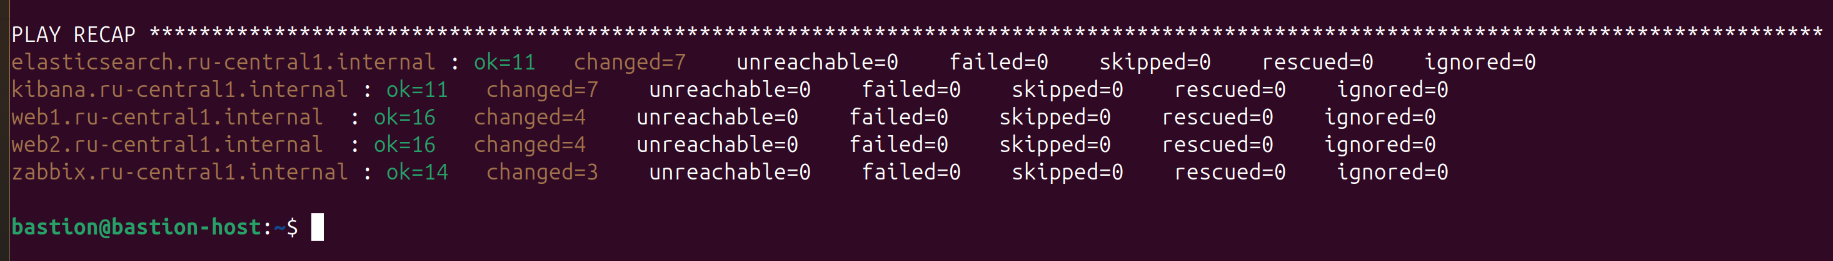 PLAY RECAP **************************************************************************************************************************************
elasticsearch.ru-central1.internal : ok=11   changed=7    unreachable=0    failed=0    skipped=0    rescued=0    ignored=0
kibana.ru-central1.internal : ok=11   changed=7    unreachable=0    failed=0    skipped=0    rescued=0    ignored=0
web1.ru-central1.internal  : ok=16   changed=4    unreachable=0    failed=0    skipped=0    rescued=0    ignored=0
web2.ru-central1.internal  : ok=16   changed=4    unreachable=0    failed=0    skipped=0    rescued=0    ignored=0
zabbix.ru-central1.internal : ok=14   changed=3    unreachable=0    failed=0    skipped=0    rescued=0    ignored=0
bastion@bastion-host:~$